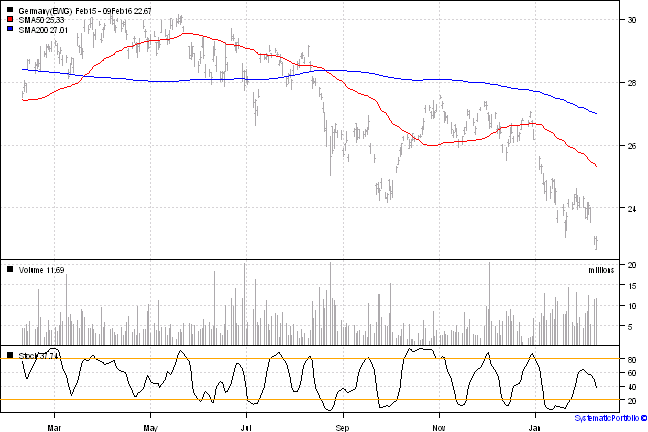 Germany(EWG) Feb15 - 09Feb16 22.67
SMA50 25.33
SMA200 27.01
30
28
26
24
Volume 11.69
millions
20
15
10
5
Stock 37.74
80
60
40
20
Mar May Jul Sep Nov Jan
SystematicPortfolio ©